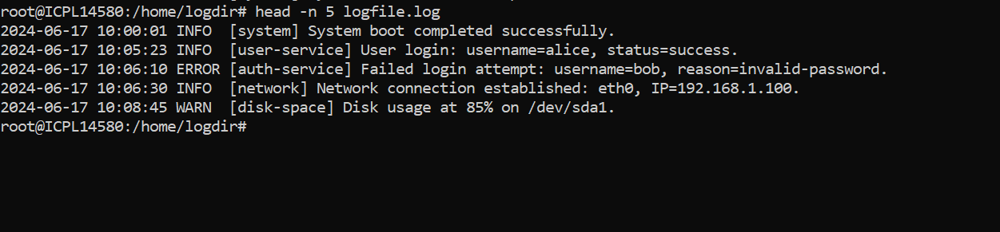 root@ICPL14580:/home/logdir# head -n 5 logfile.log
2024-06-17 10:00:01 INFO  [system] System boot completed successfully.
2024-06-17 10:05:23 INFO  [user-service] User login: username=alice, status=success.
2024-06-17 10:06:10 ERROR [auth-service] Failed login attempt: username=bob, reason=invalid-password.
2024-06-17 10:06:30 INFO  [network] Network connection established: eth0, IP=192.168.1.100.
2024-06-17 10:08:45 WARN  [disk-space] Disk usage at 85% on /dev/sda1.
root@ICPL14580:/home/logdir#